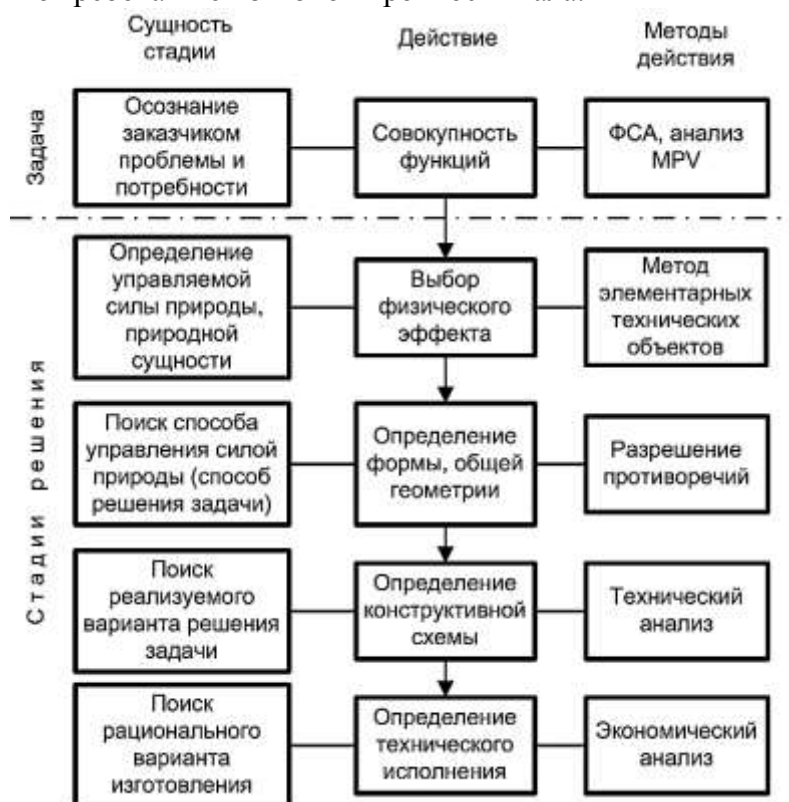 Сущность
стадии
Действие
Методы
действия
Задача
Осознание
заказчиком
проблемы и
потребности
Совокупность
функций
ФСА, анализ
MPV
Стадии решения
Определение
управляемой
силы природы,
природной
сущности
Выбор
физического
эффекта
Метод
элементарных
технических
объектов
Поиск способа
управления силой
природы (способ
решения задачи)
Определение
формы, общей
геометрии
Разрешение
противоречий
Поиск
реализуемого
варианта решения
задачи
Определение
конструктивной
схемы
Технический
анализ
Поиск
рационального
варианта
изготовления
Определение
технического
исполнения
Экономический
анализ